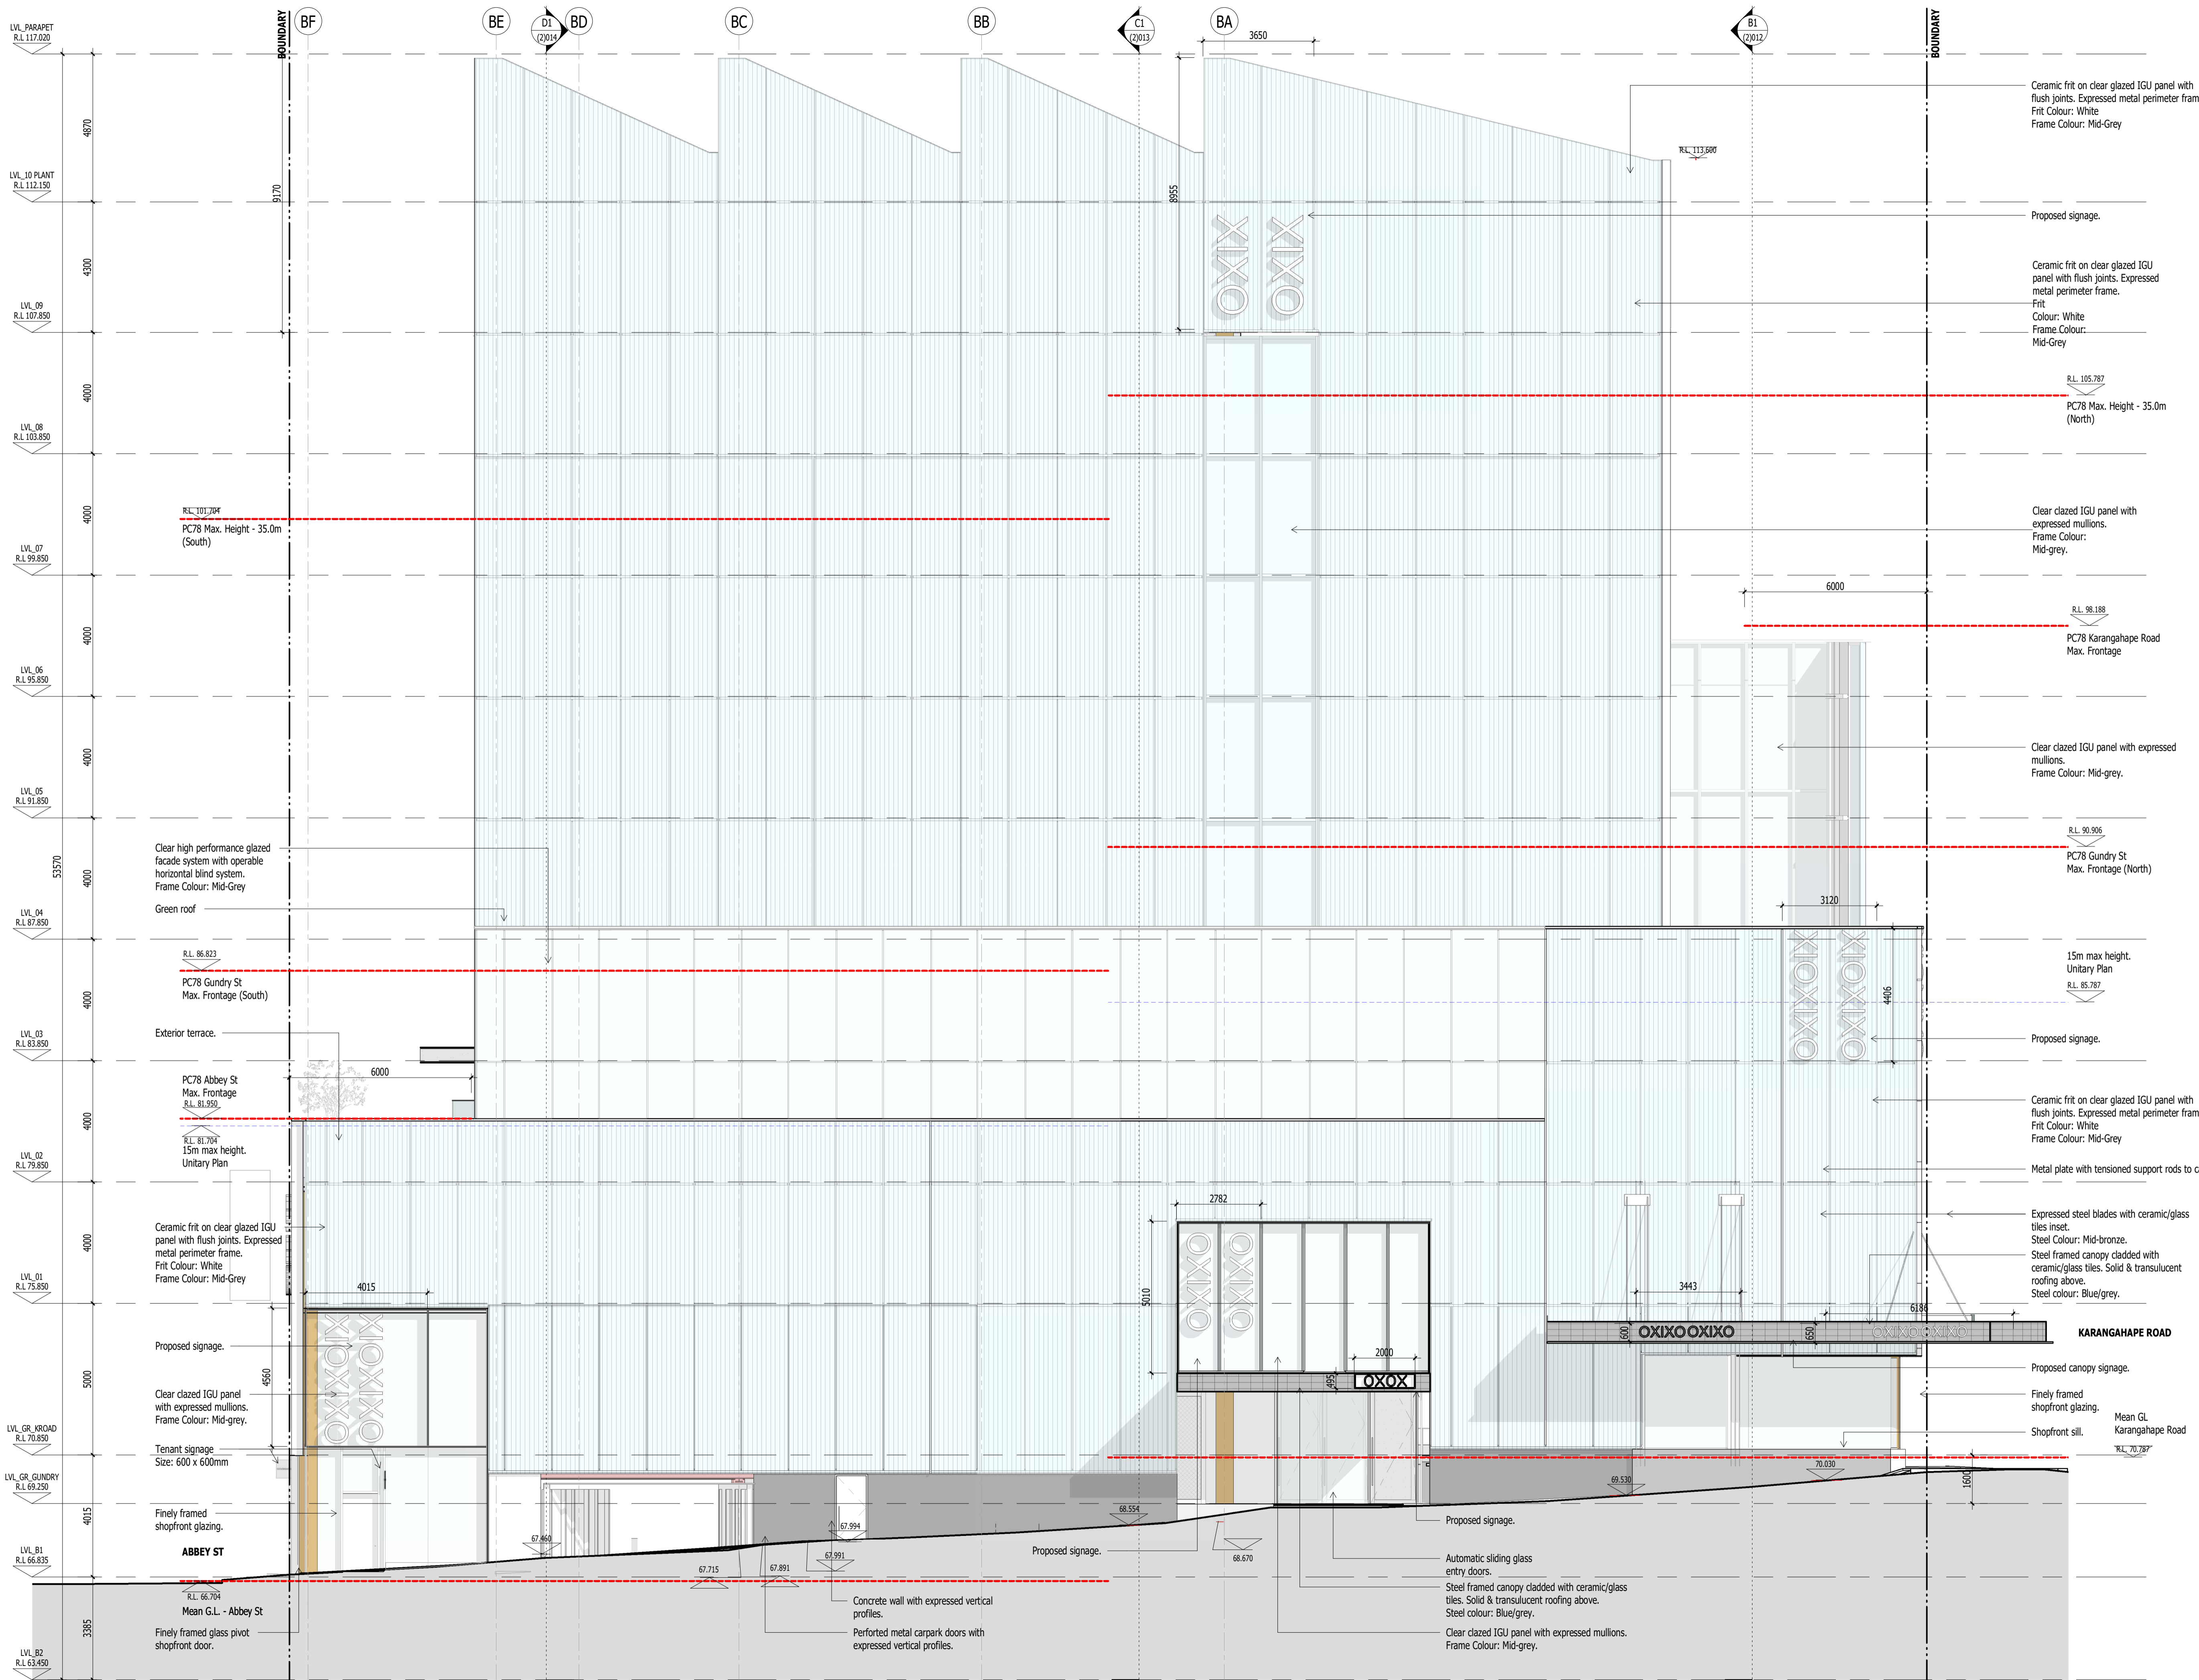 BF
BE
D1
(2)014
BD
BC
BB
C1
(2)013
BA
B1
(2)012
BOUNDARY
BOUNDARY
LVL_PARAPET
R.L 117.020
LVL_10 PLANT
R.L 112.150
LVL_09
R.L 107.850
LVL_08
R.L 103.850
LVL_07
R.L 99.850
LVL_06
R.L 95.850
LVL_05
R.L 91.850
LVL_04
R.L 87.850
LVL_03
R.L 83.850
LVL_02
R.L 79.850
LVL_01
R.L 75.850
LVL_GR_KROAD
R.L 70.850
LVL_GR_GUNDRY
R.L 69.250
LVL_B1
R.L 66.835
LVL_B2
R.L 63.450
53570
4870
4300
4000
4000
4000
4000
4000
4000
4000
4000
5000
4015
3385
9170
3650
8955
R.L. 113.600
OXIX
OXIX
R.L. 101.704
PC78 Max. Height - 35.0m
(South)
Clear high performance glazed
facade system with operable
horizontal blind system.
Frame Colour: Mid-Grey
Green roof
R.L. 86.823
PC78 Gundry St
Max. Frontage (South)
Exterior terrace.
6000
PC78 Abbey St
Max. Frontage
R.L. 81.950
R.L. 81.704
15m max height.
Unitary Plan
Ceramic frit on clear glazed IGU
panel with flush joints. Expressed
metal perimeter frame.
Frit Colour: White
Frame Colour: Mid-Grey
4015
4560
OXIXOXIXO
OXIXOXIXO
Proposed signage.
Clear clazed IGU panel
with expressed mullions.
Frame Colour: Mid-grey.
Tenant signage
Size: 600 x 600mm
Finely framed
shopfront glazing.
ABBEY ST
R.L. 66.704
Mean G.L. - Abbey St
Finely framed glass pivot
shopfront door.
67.460
67.715
67.891
67.991
67.994
68.554
68.670
69.530
70.030
Concrete wall with expressed vertical
profiles.
Perforted metal carpark doors with
expressed vertical profiles.
Proposed signage.
Proposed signage.
Automatic sliding glass
entry doors.
Steel framed canopy cladded with ceramic/glass
tiles. Solid & transulucent roofing above.
Steel colour: Blue/grey.
Clear clazed IGU panel with expressed mullions.
Frame Colour: Mid-grey.
2782
5010
OXIXO
OXIXO
2000
495
OXOX
3443
600
650
6186
OXIXOOXIXO
OXIXOOXIXO
3120
4406
OXIXOXIXO
OXIXOXIXO
6000
1600
Ceramic frit on clear glazed IGU panel with
flush joints. Expressed metal perimeter fram
Frit Colour: White
Frame Colour: Mid-Grey
Proposed signage.
Ceramic frit on clear glazed IGU
panel with flush joints. Expressed
metal perimeter frame.
Frit
Colour: White
Frame Colour:
Mid-Grey
R.L. 105.787
PC78 Max. Height - 35.0m
(North)
Clear clazed IGU panel with
expressed mullions.
Frame Colour:
Mid-grey.
R.L. 98.188
PC78 Karangahape Road
Max. Frontage
Clear clazed IGU panel with expressed
mullions.
Frame Colour: Mid-grey.
R.L. 90.906
PC78 Gundry St
Max. Frontage (North)
15m max height.
Unitary Plan
R.L. 85.787
Proposed signage.
Ceramic frit on clear glazed IGU panel with
flush joints. Expressed metal perimeter fram
Frit Colour: White
Frame Colour: Mid-Grey
Metal plate with tensioned support rods to c
Expressed steel blades with ceramic/glass
tiles inset.
Steel Colour: Mid-bronze.
Steel framed canopy cladded with
ceramic/glass tiles. Solid & transulucent
roofing above.
Steel colour: Blue/grey.
KARANGAHAPE ROAD
Proposed canopy signage.
Finely framed
shopfront glazing.
Mean GL
Karangahape Road
Shopfront sill.
R.L. 70.787